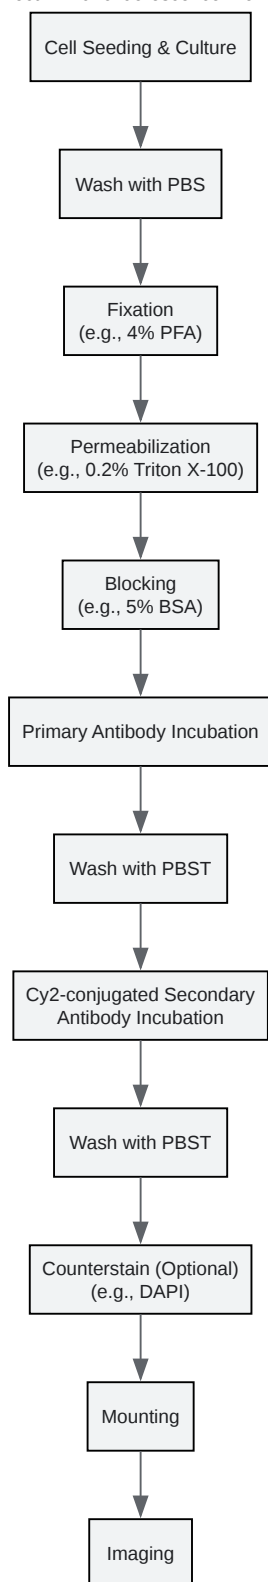 Cell Seeding & Culture
Wash with PBS
Fixation
(e.g., 4% PFA)
Permeabilization
(e.g., 0.2% Triton X-100)
Blocking
(e.g., 5% BSA)
Primary Antibody Incubation
Wash with PBST
Cy2-conjugated Secondary
Antibody Incubation
Wash with PBST
Counterstain (Optional)
(e.g., DAPI)
Mounting
Imaging